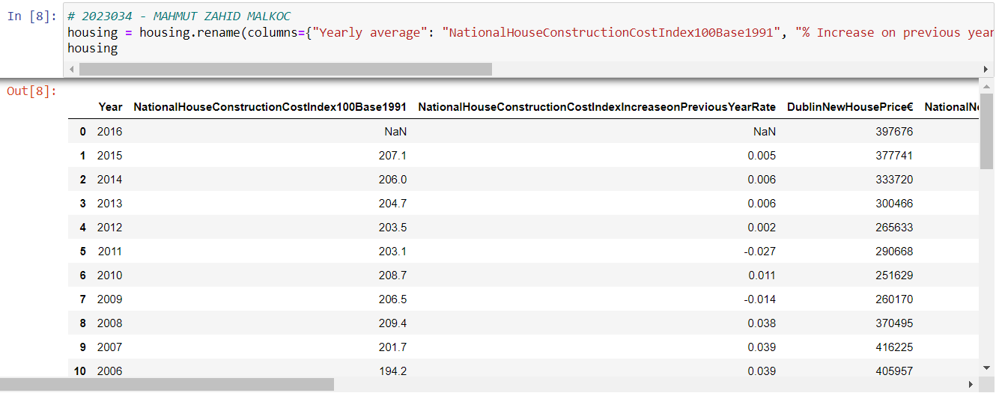 In [8]: # 2023034 - MAHMUT ZAHID MALKOC
housing = housing.rename(columns={"Yearly average": "NationalHouseConstructionCostIndex100Base1991", "% Increase on previous year
housing
Out[8]:
Year NationalHouseConstructionCostIndex100Base1991 NationalHouseConstructionCostIndexIncreaseonPreviousYearRate DublinNewHousePrice€ NationalNe
0 2016 NaN NaN 397676
1 2015 207.1 0.005 377741
2 2014 206.0 0.006 333720
3 2013 204.7 0.006 300466
4 2012 203.5 0.002 265633
5 2011 203.1 -0.027 290668
6 2010 208.7 0.011 251629
7 2009 206.5 -0.014 260170
8 2008 209.4 0.038 370495
9 2007 201.7 0.039 416225
10 2006 194.2 0.039 405957